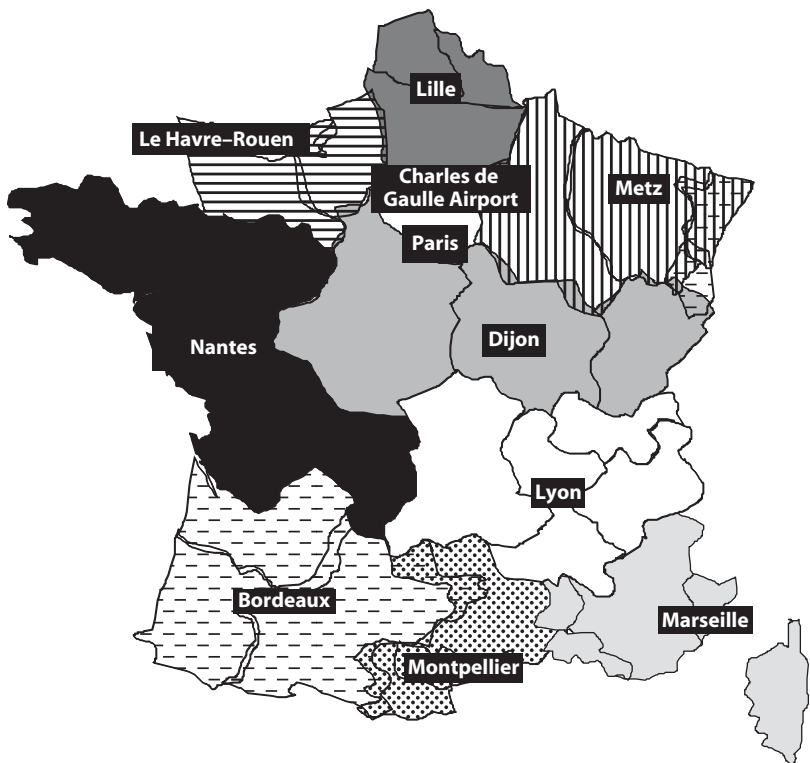 Lille
Le Havre–Rouen
Charles de
Gaulle Airport
Metz
Paris
Nantes
Dijon
Lyon
Bordeaux
Marseille
Montpellier